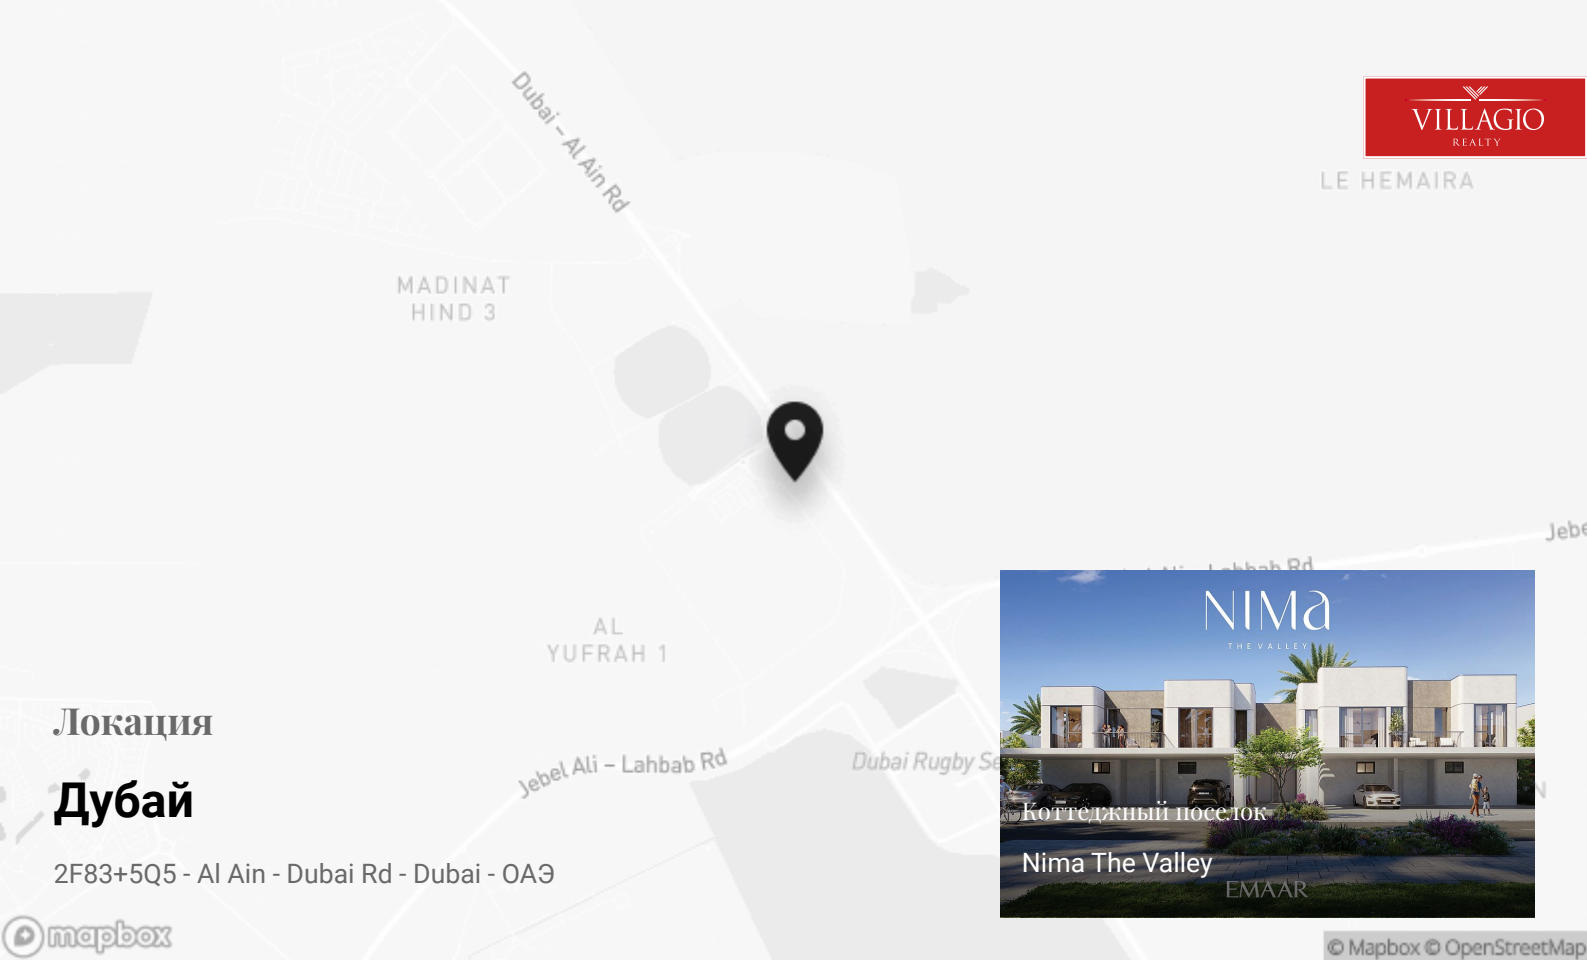 Dubai – Al Ain Rd
VILLAGIO
REALTY
LE HEMAIRA
MADINAT
HIND 3
Jebe
Lahbab Rd
AL
YUFRAH 1
Jebel Ali – Lahbab Rd
Dubai Rugby Se
NIMa
THE VALLEY
Коттеджный поселок
Nima The Valley
EMAAR
N
Локация
Дубай
2F83+5Q5 - Al Ain - Dubai Rd - Dubai - ОАЭ
mapbox
© Mapbox © OpenStreetMap